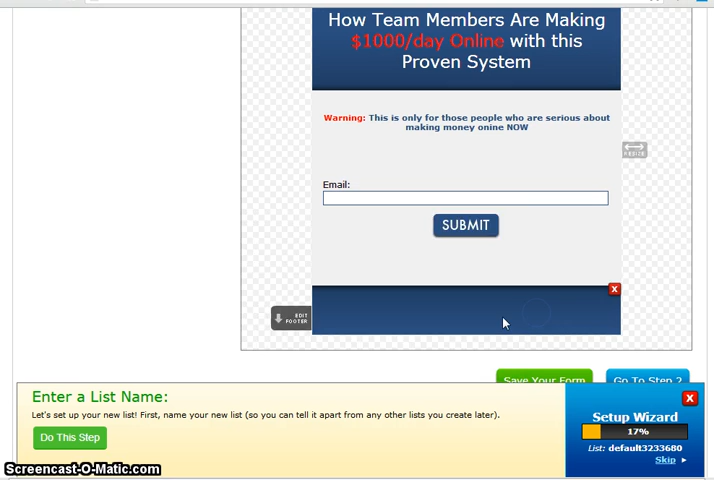 How Team Members Are Making
$1000/day Online with this
Proven System
Warning: This is only for those people who are serious about
making money onine NOW
RESIZE
Email:
SUBMIT
X
EDIT
FOOTER
Save Your Form
Go To Step 2
Enter a List Name:
Let's set up your new list! First, name your new list (so you can tell it apart from any other lists you create later).
Do This Step
X
Setup Wizard
17%
List: default3233680
Skip
Screencast-O-Matic.com